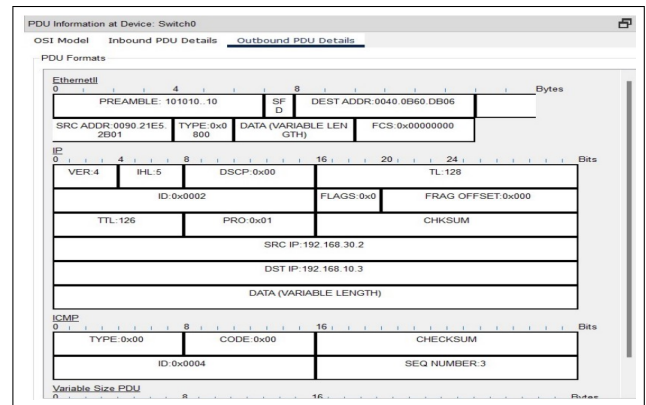 PDU Information at Device: Switch0
OSI Model Inbound PDU Details Outbound PDU Details
PDU Formats
EthernetII
0 4 8 Bytes
PREAMBLE: 101010..10 SF D DEST ADDR:0040.0B60.DB06
SRC ADDR:0090.21E5. 2B01 TYPE:0x0 800 DATA (VARIABLE LEN GTH) FCS:0x00000000
IP
0 4 8 16 20 24 Bits
VER:4 IHL:5 DSCP:0x00 TL:128
ID:0x0002 FLAGS:0x0 FRAG OFFSET:0x000
TTL:126 PRO:0x01 CHKSUM
SRC IP:192.168.30.2
DST IP:192.168.10.3
DATA (VARIABLE LENGTH)
ICMP
0 8 16 Bits
TYPE:0x00 CODE:0x00 CHECKSUM
ID:0x0004 SEQ NUMBER:3
Variable Size PDU
0 8 16 Bytes